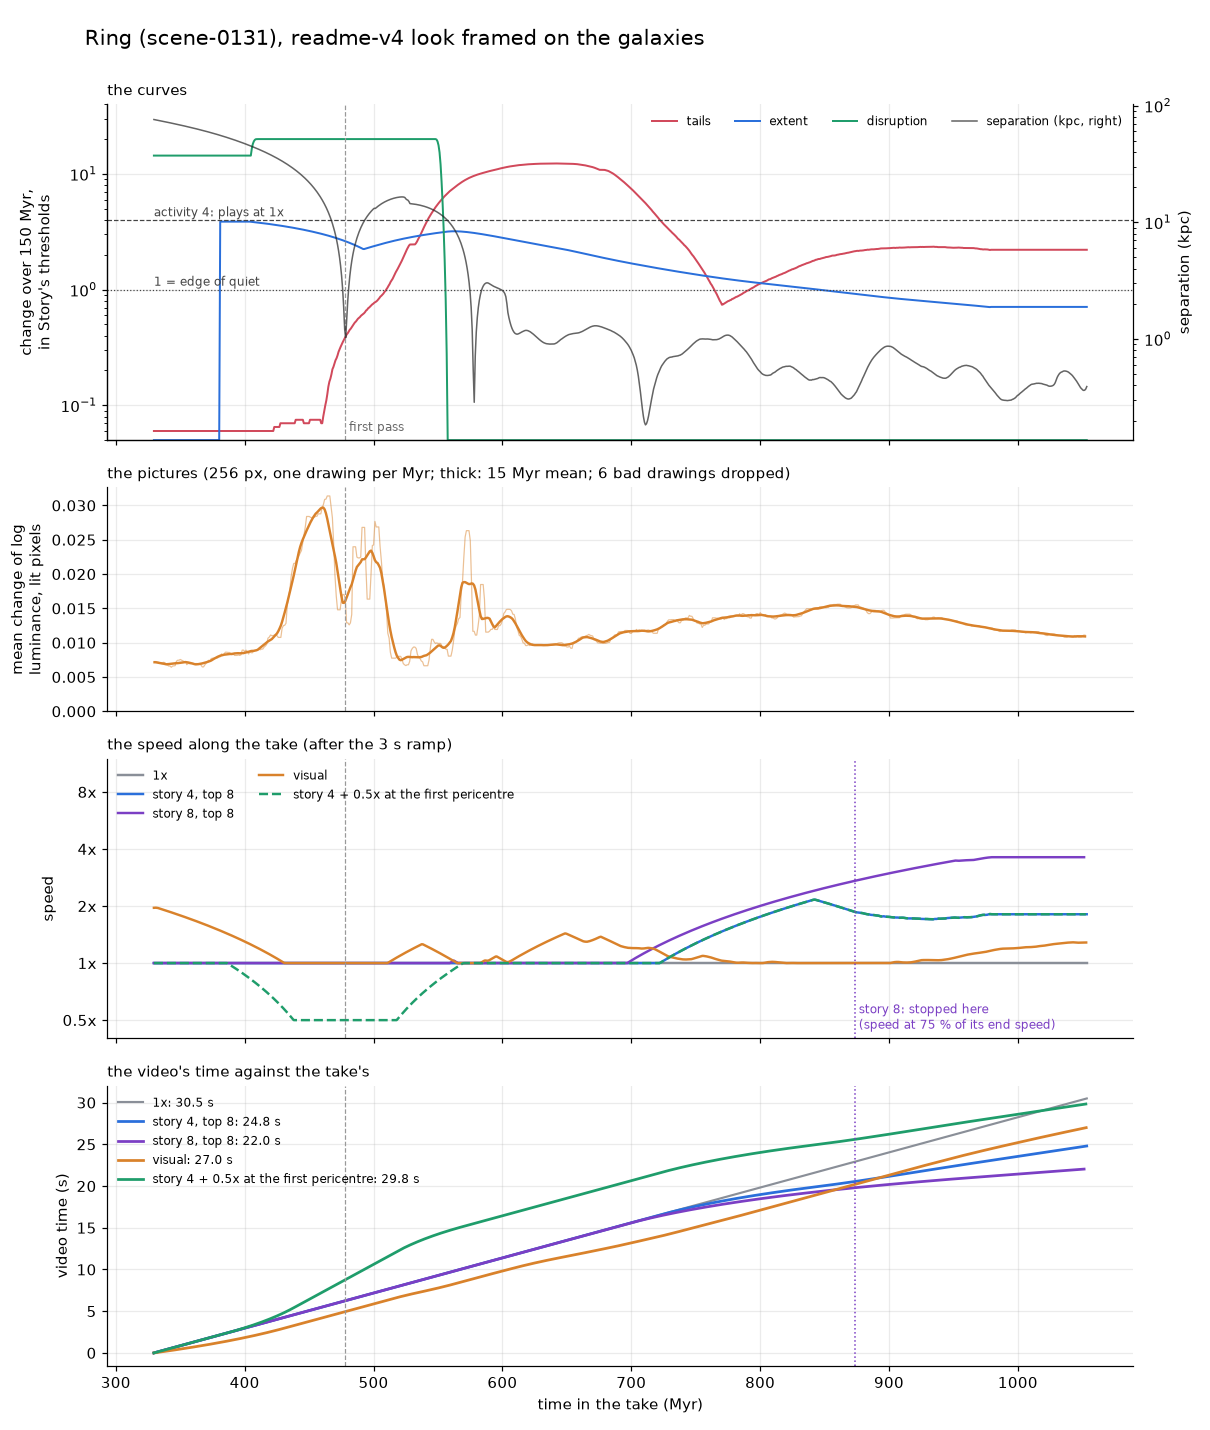 Ring (scene-0131), readme-v4 look framed on the galaxies
the curves
tails
extent
disruption
separation (kpc, right)
change over 150 Myr,
in Story's thresholds
10¹
10⁰
10⁻¹
activity 4: plays at 1x
1 = edge of quiet
first pass
10²
10¹
10⁰
separation (kpc)
the pictures (256 px, one drawing per Myr; thick: 15 Myr mean; 6 bad drawings dropped)
mean change of log
luminance, lit pixels
0.030
0.025
0.020
0.015
0.010
0.005
0.000
the speed along the take (after the 3 s ramp)
1x
story 4, top 8
story 8, top 8
visual
story 4 + 0.5x at the first pericentre
speed
8x
4x
2x
1x
0.5x
story 8: stopped here
(speed at 75 % of its end speed)
the video's time against the take's
1x: 30.5 s
story 4, top 8: 24.8 s
story 8, top 8: 22.0 s
visual: 27.0 s
story 4 + 0.5x at the first pericentre: 29.8 s
video time (s)
30
25
20
15
10
5
0
300
400
500
600
700
800
900
1000
time in the take (Myr)